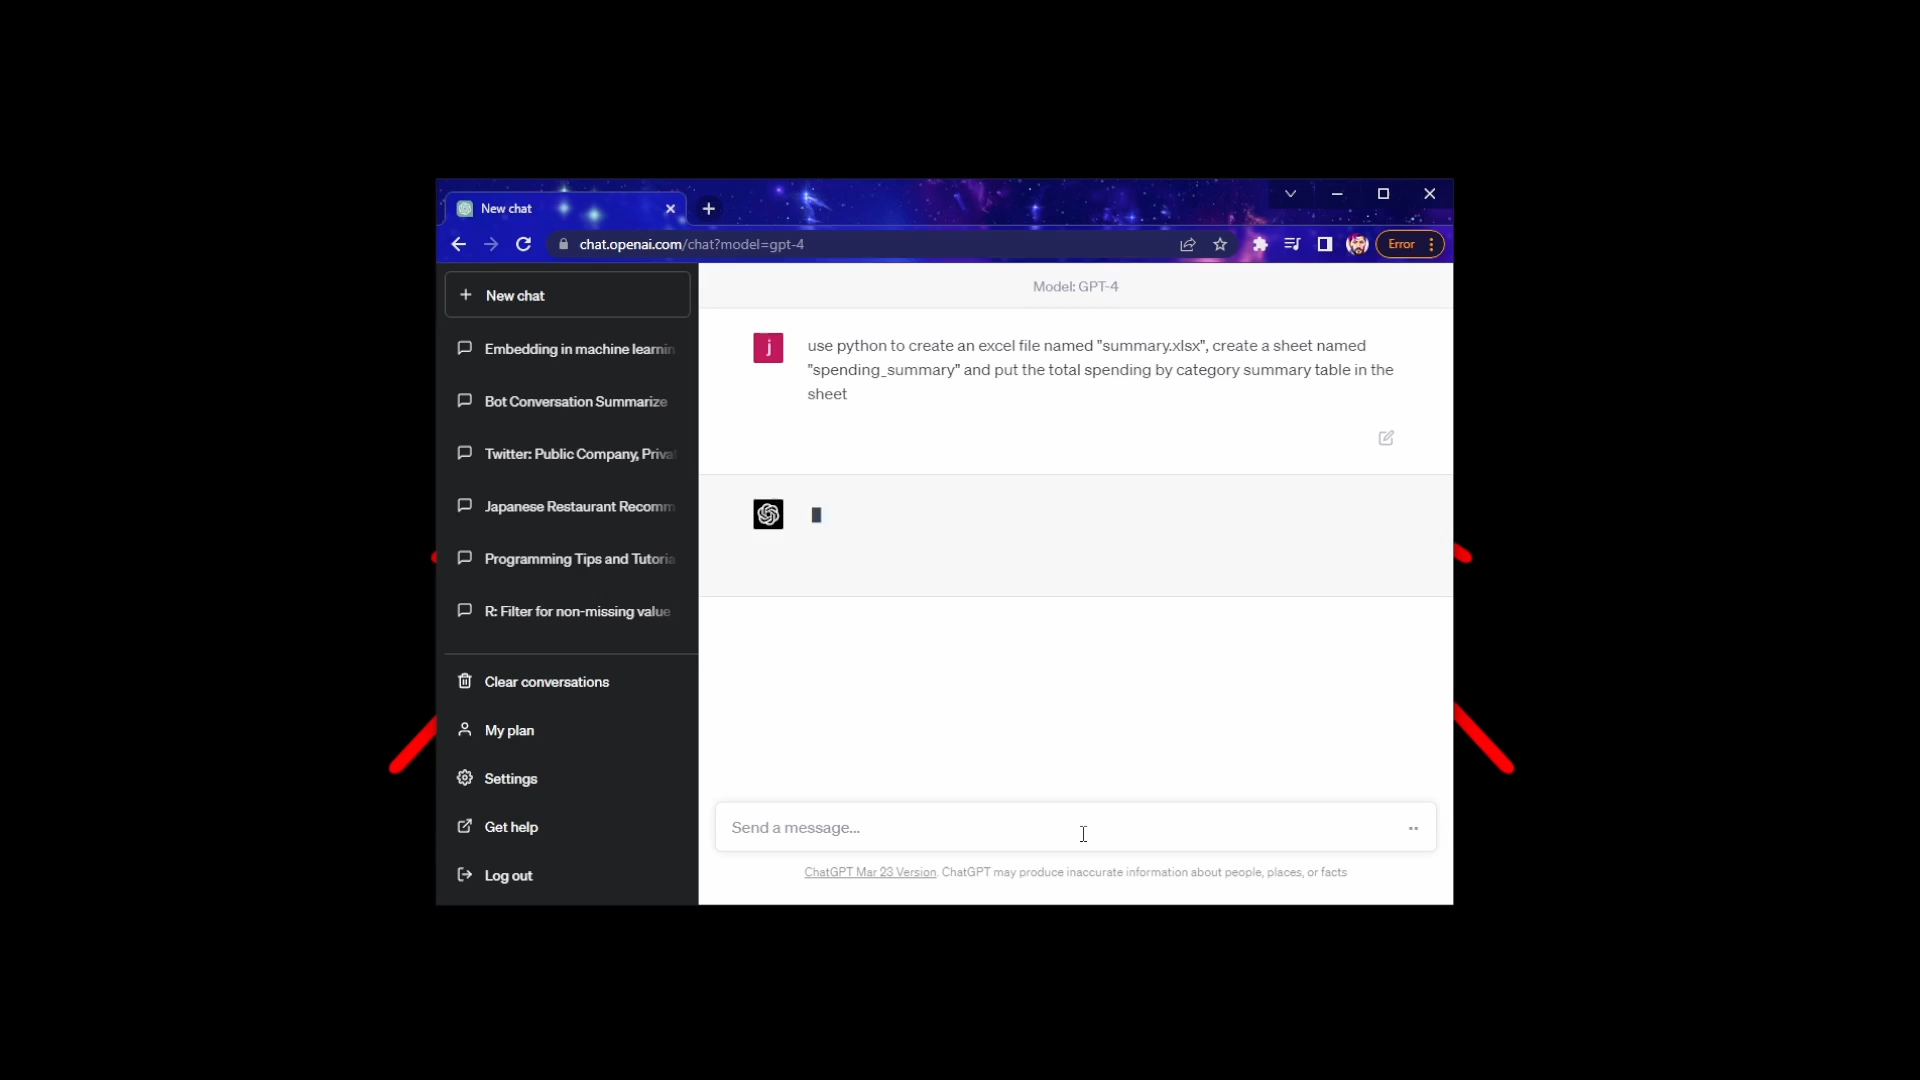 New chat
chat.openai.com/chat?model=gpt-4
Error
New chat
Embedding in machine learnin
Bot Conversation Summarize
Twitter: Public Company, Priva
Japanese Restaurant Recomm
Programming Tips and Tutoria
R: Filter for non-missing value
Clear conversations
My plan
Settings
Get help
Log out
Model: GPT-4
j
use python to create an excel file named "summary.xlsx", create a sheet named
"spending_summary" and put the total spending by category summary table in the
sheet
Send a message...
ChatGPT Mar 23 Version. ChatGPT may produce inaccurate information about people, places, or facts